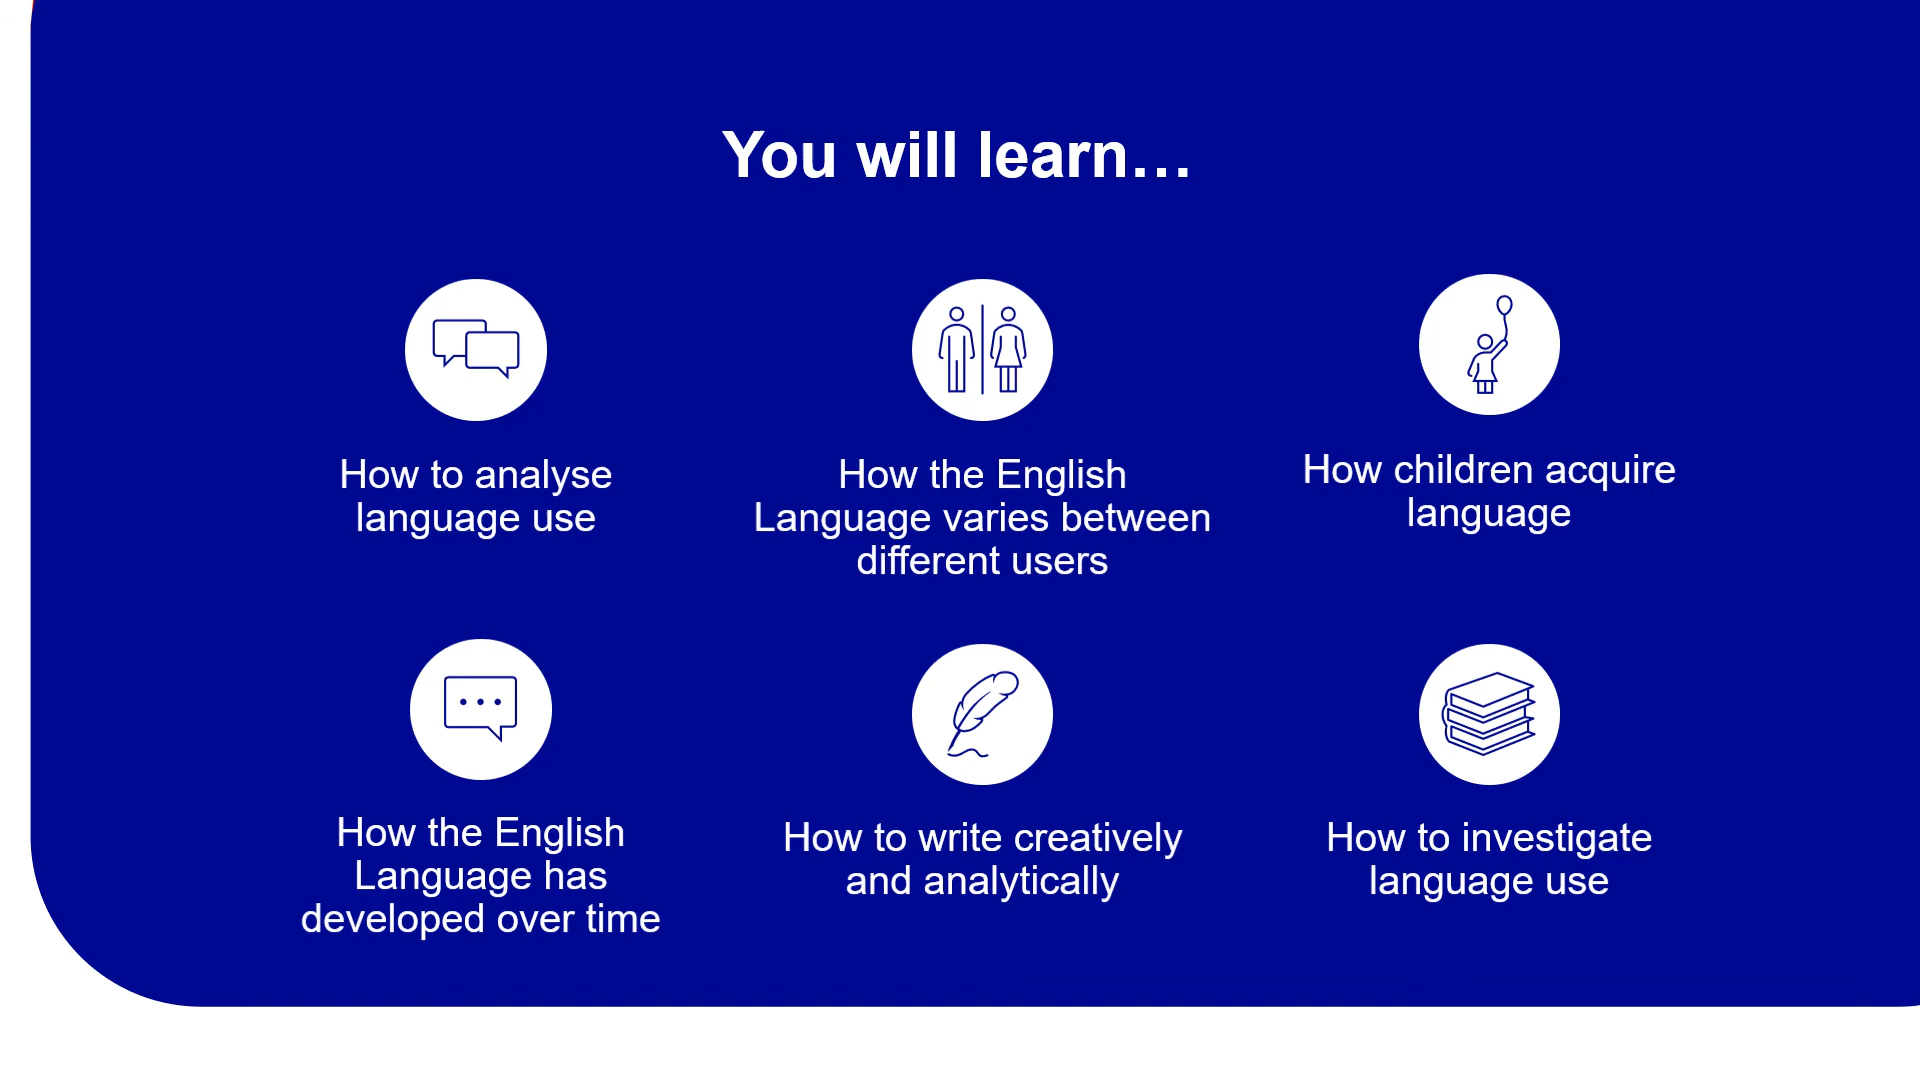 You will learn…
How to analyse
language use
How the English
Language varies between
different users
How children acquire
language
How the English
Language has
developed over time
How to write creatively
and analytically
How to investigate
language use